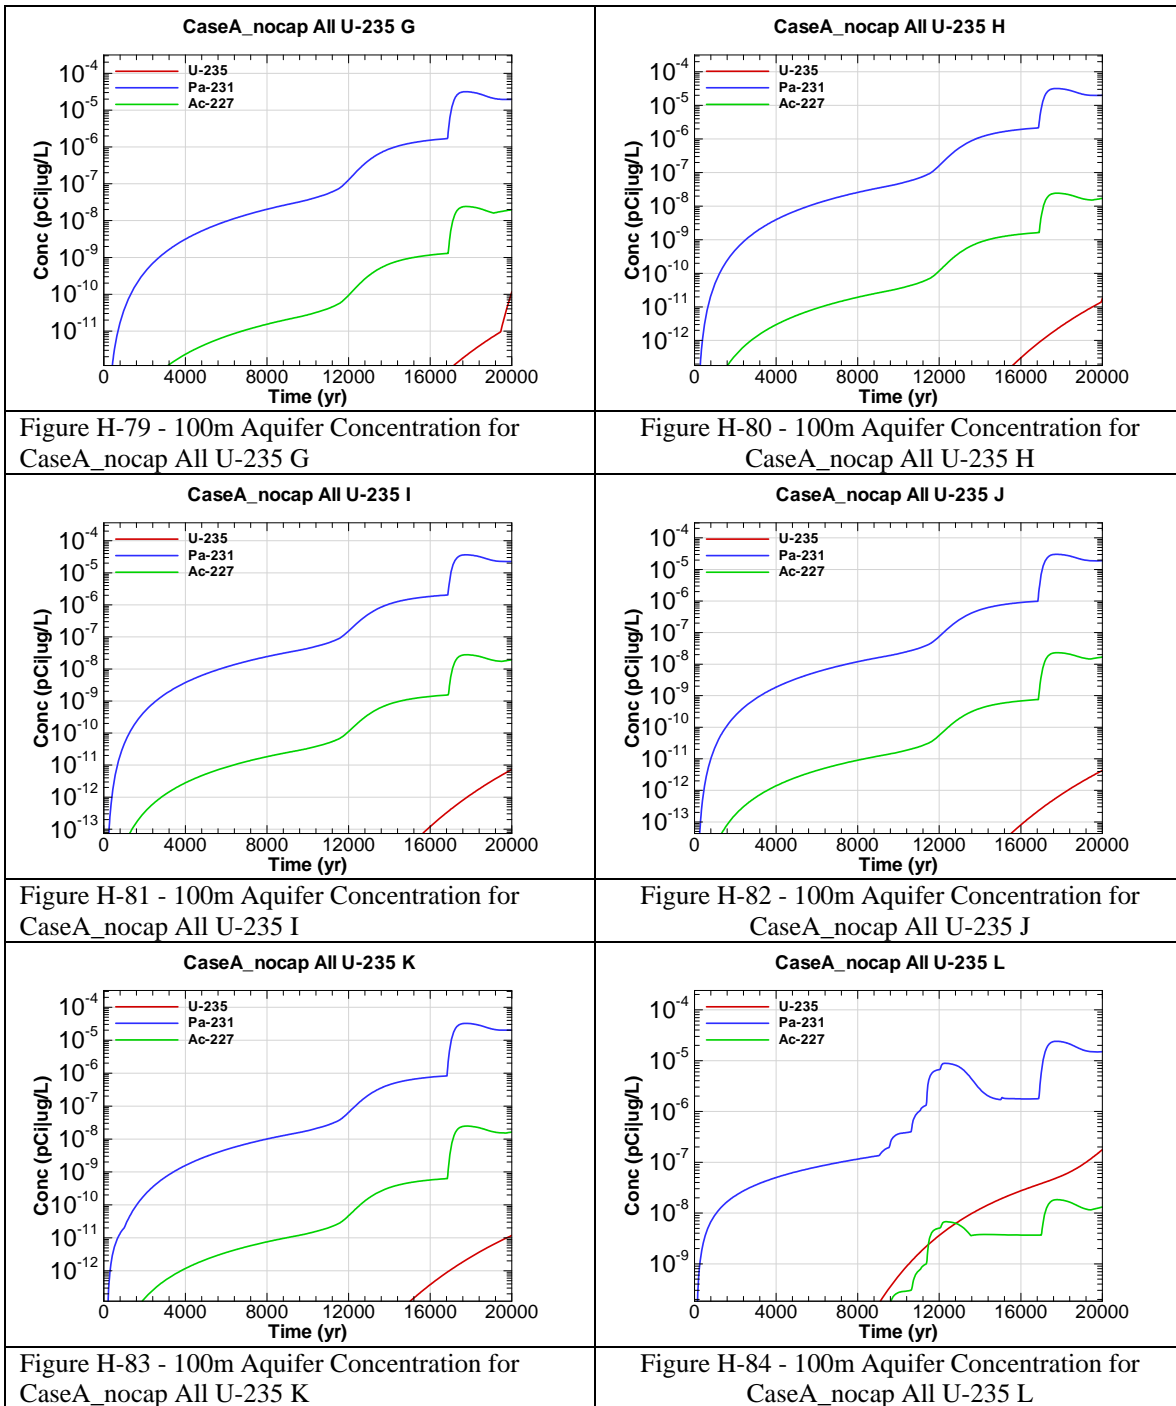 CaseA_nocap All U-235 G
Conc (pCi|ug/L)
10-4
10-5
10-6
10-7
10-8
10-9
10-10
10-11
U-235
Pa-231
Ac-227
0 4000 8000 12000 16000 20000
Time (yr)
Figure H-79 - 100m Aquifer Concentration for
CaseA_nocap All U-235 G
CaseA_nocap All U-235 H
Conc (pCi|ug/L)
10-4
10-5
10-6
10-7
10-8
10-9
10-10
10-11
10-12
U-235
Pa-231
Ac-227
0 4000 8000 12000 16000 20000
Time (yr)
Figure H-80 - 100m Aquifer Concentration for
CaseA_nocap All U-235 H
CaseA_nocap All U-235 I
Conc (pCi|ug/L)
10-4
10-5
10-6
10-7
10-8
10-9
10-10
10-11
10-12
10-13
U-235
Pa-231
Ac-227
0 4000 8000 12000 16000 20000
Time (yr)
Figure H-81 - 100m Aquifer Concentration for
CaseA_nocap All U-235 I
CaseA_nocap All U-235 J
Conc (pCi|ug/L)
10-4
10-5
10-6
10-7
10-8
10-9
10-10
10-11
10-12
10-13
U-235
Pa-231
Ac-227
0 4000 8000 12000 16000 20000
Time (yr)
Figure H-82 - 100m Aquifer Concentration for
CaseA_nocap All U-235 J
CaseA_nocap All U-235 K
Conc (pCi|ug/L)
10-4
10-5
10-6
10-7
10-8
10-9
10-10
10-11
10-12
U-235
Pa-231
Ac-227
0 4000 8000 12000 16000 20000
Time (yr)
Figure H-83 - 100m Aquifer Concentration for
CaseA_nocap All U-235 K
CaseA_nocap All U-235 L
Conc (pCi|ug/L)
10-4
10-5
10-6
10-7
10-8
10-9
U-235
Pa-231
Ac-227
0 4000 8000 12000 16000 20000
Time (yr)
Figure H-84 - 100m Aquifer Concentration for
CaseA_nocap All U-235 L